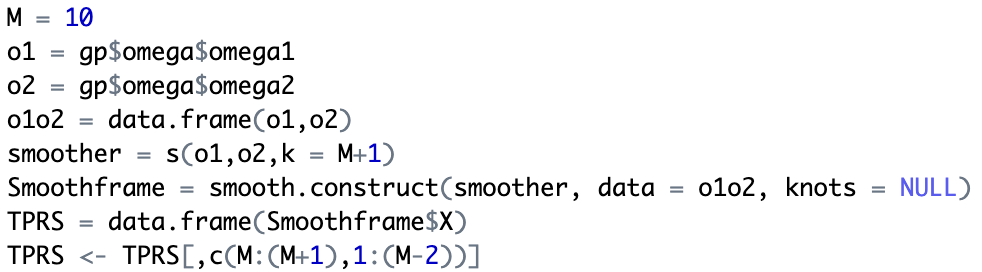 M = 10
o1 = gp$omega$omega1
o2 = gp$omega$omega2
o1o2 = data.frame(o1,o2)
smoother = s(o1,o2,k = M+1)
Smoothframe = smooth.construct(smoother, data = o1o2, knots = NULL)
TPRS = data.frame(Smoothframe$X)
TPRS <- TPRS[,c(M:(M+1),1:(M-2))]